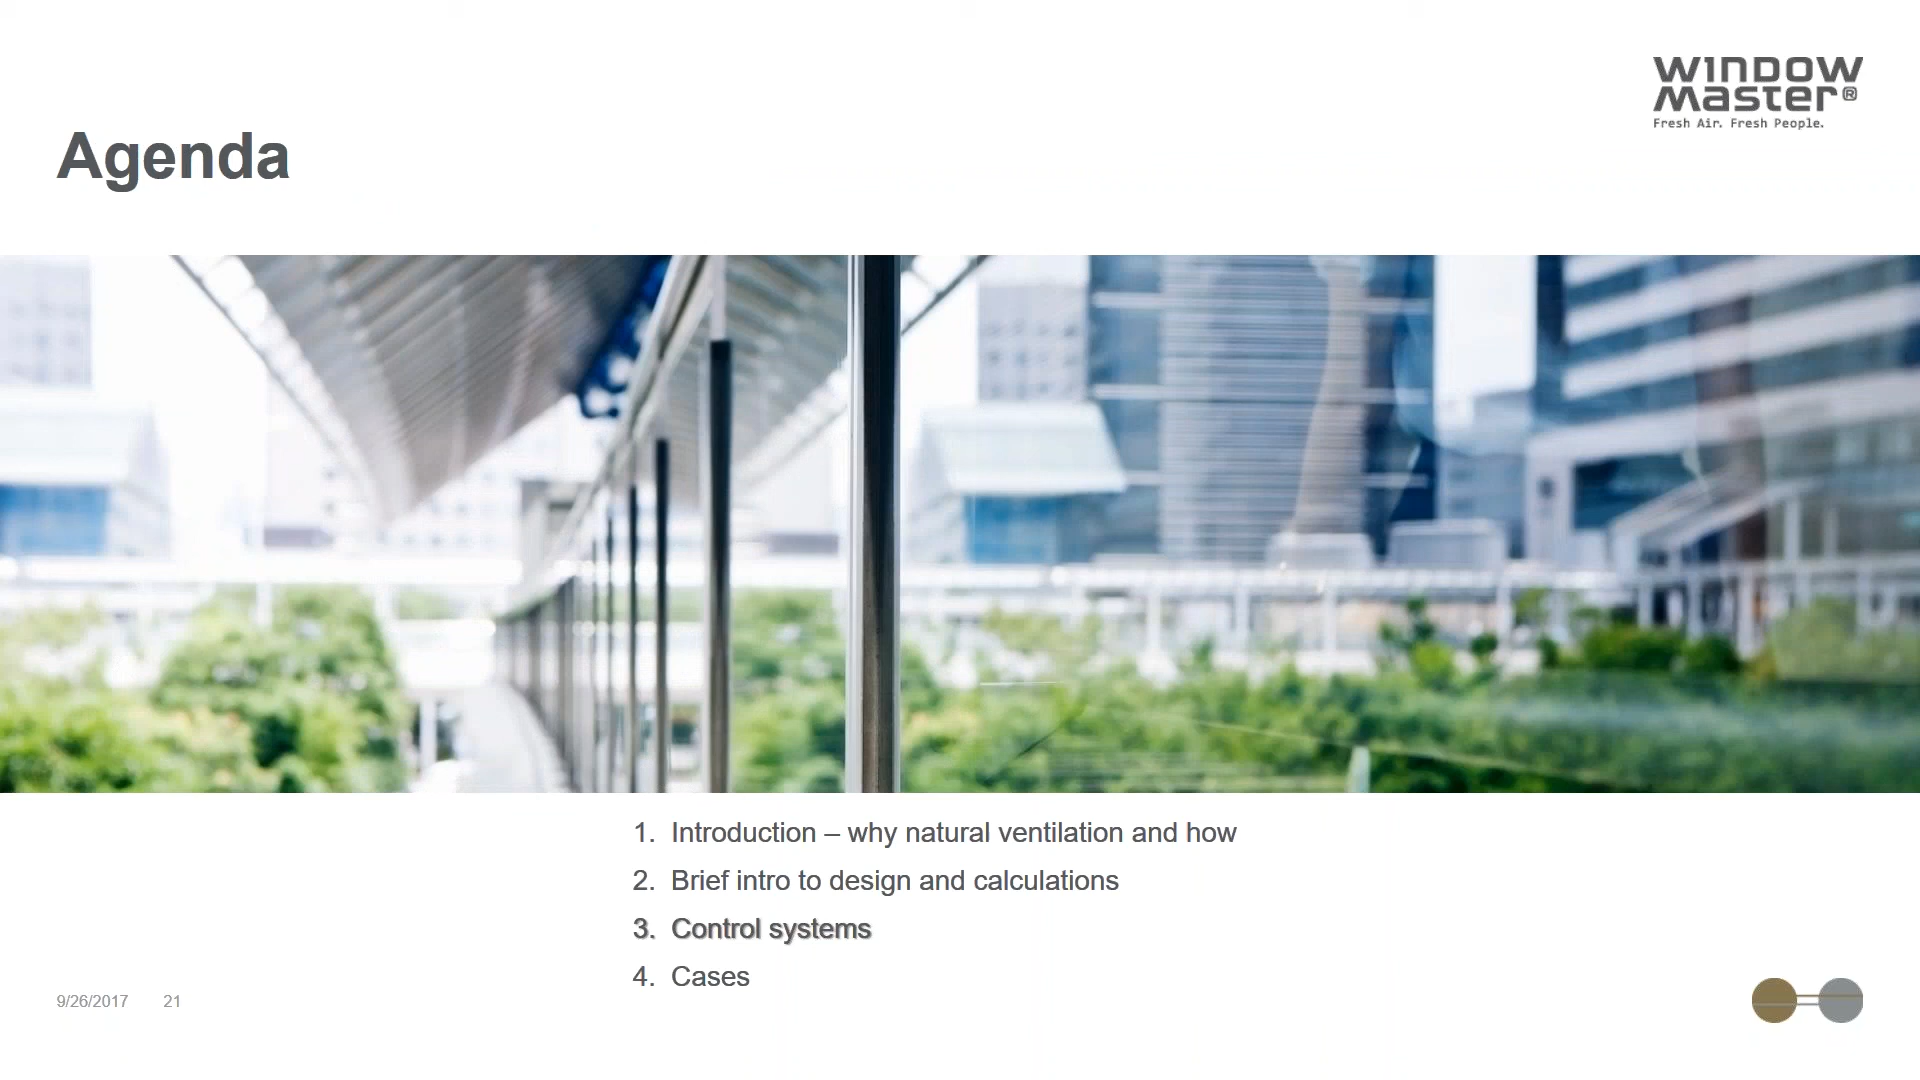 WINDOW
Master®
Fresh Air. Fresh People.
Agenda
1. Introduction – why natural ventilation and how
2. Brief intro to design and calculations
3. Control systems
4. Cases
9/26/2017 21